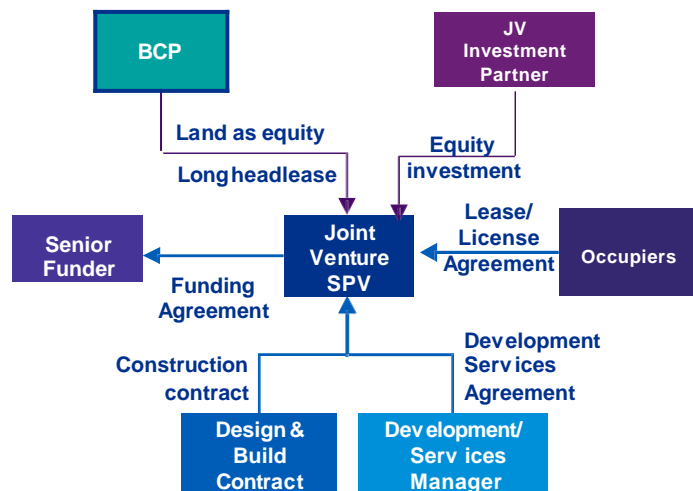 BCP
JV
Investment
Partner
Land as equity
Long headlease
Equity
investment
Senior
Funder
Funding
Agreement
Joint
Venture
SPV
Lease/
License
Agreement
Occupiers
Construction
contract
Development
Services
Agreement
Design &
Build
Contract
Development/
Services
Manager